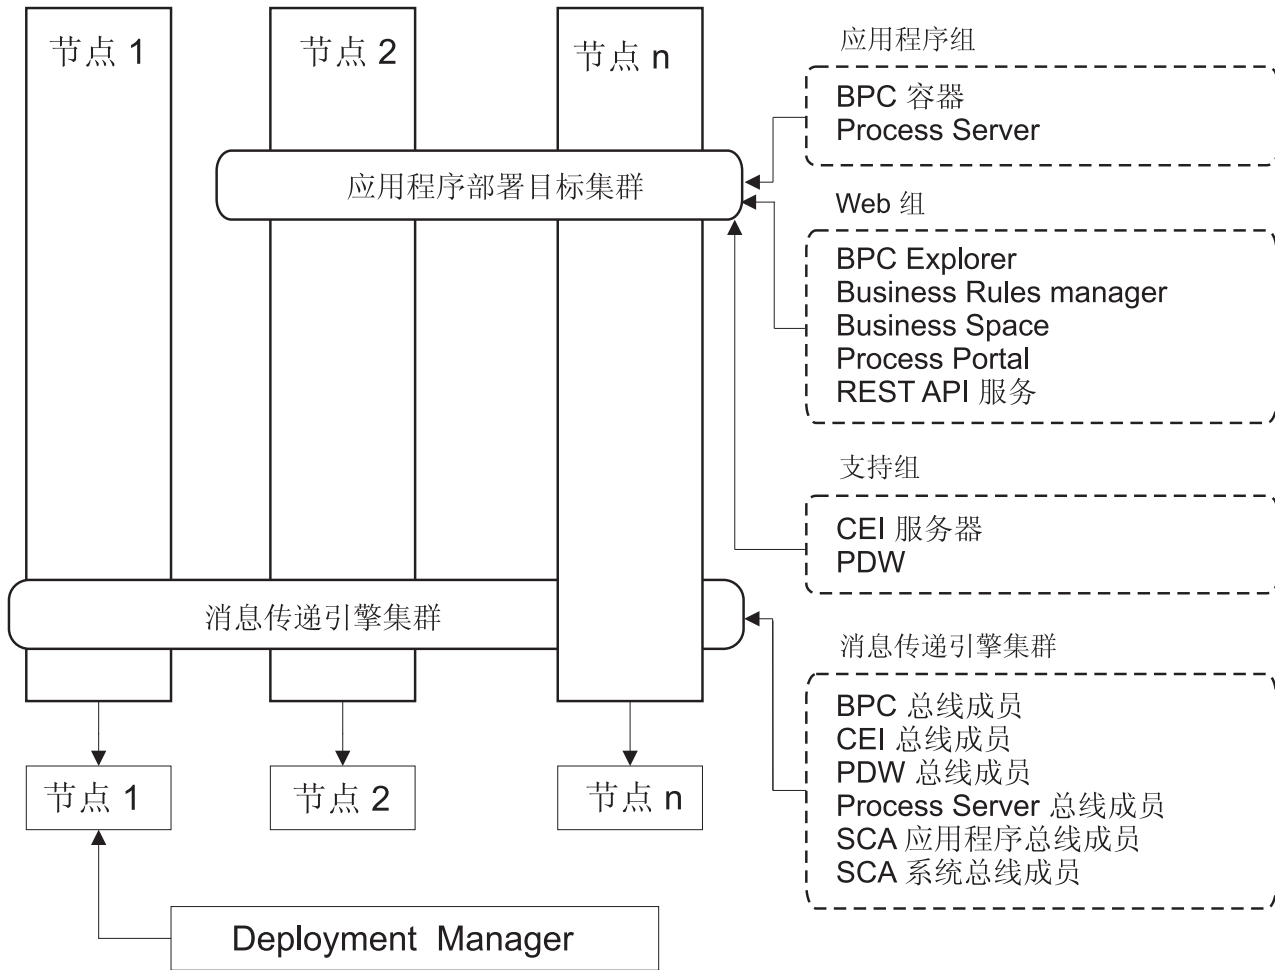 节点 1
节点 2
节点 n
应用程序部署目标集群
消息传递引擎集群
节点 1
节点 2
节点 n
Deployment Manager
应用程序组
BPC 容器
Process Server
Web 组
BPC Explorer
Business Rules manager
Business Space
Process Portal
REST API 服务
支持组
CEI 服务器
PDW
消息传递引擎集群
BPC 总线成员
CEI 总线成员
PDW 总线成员
Process Server 总线成员
SCA 应用程序总线成员
SCA 系统总线成员